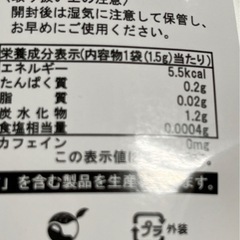 開封後は湿気に注意して保管し、
お早めにご使用ください。
栄養成分表示(内容物1袋(1.5g)当たり)
エネルギー 5.5kcal
たんぱく質 0.2g
脂質 0.02g
炭水化物 1.2g
食塩相当量 0.0004g
カフェイン 0mg
この表示値に
」を含む製品を生産
プラ 外装